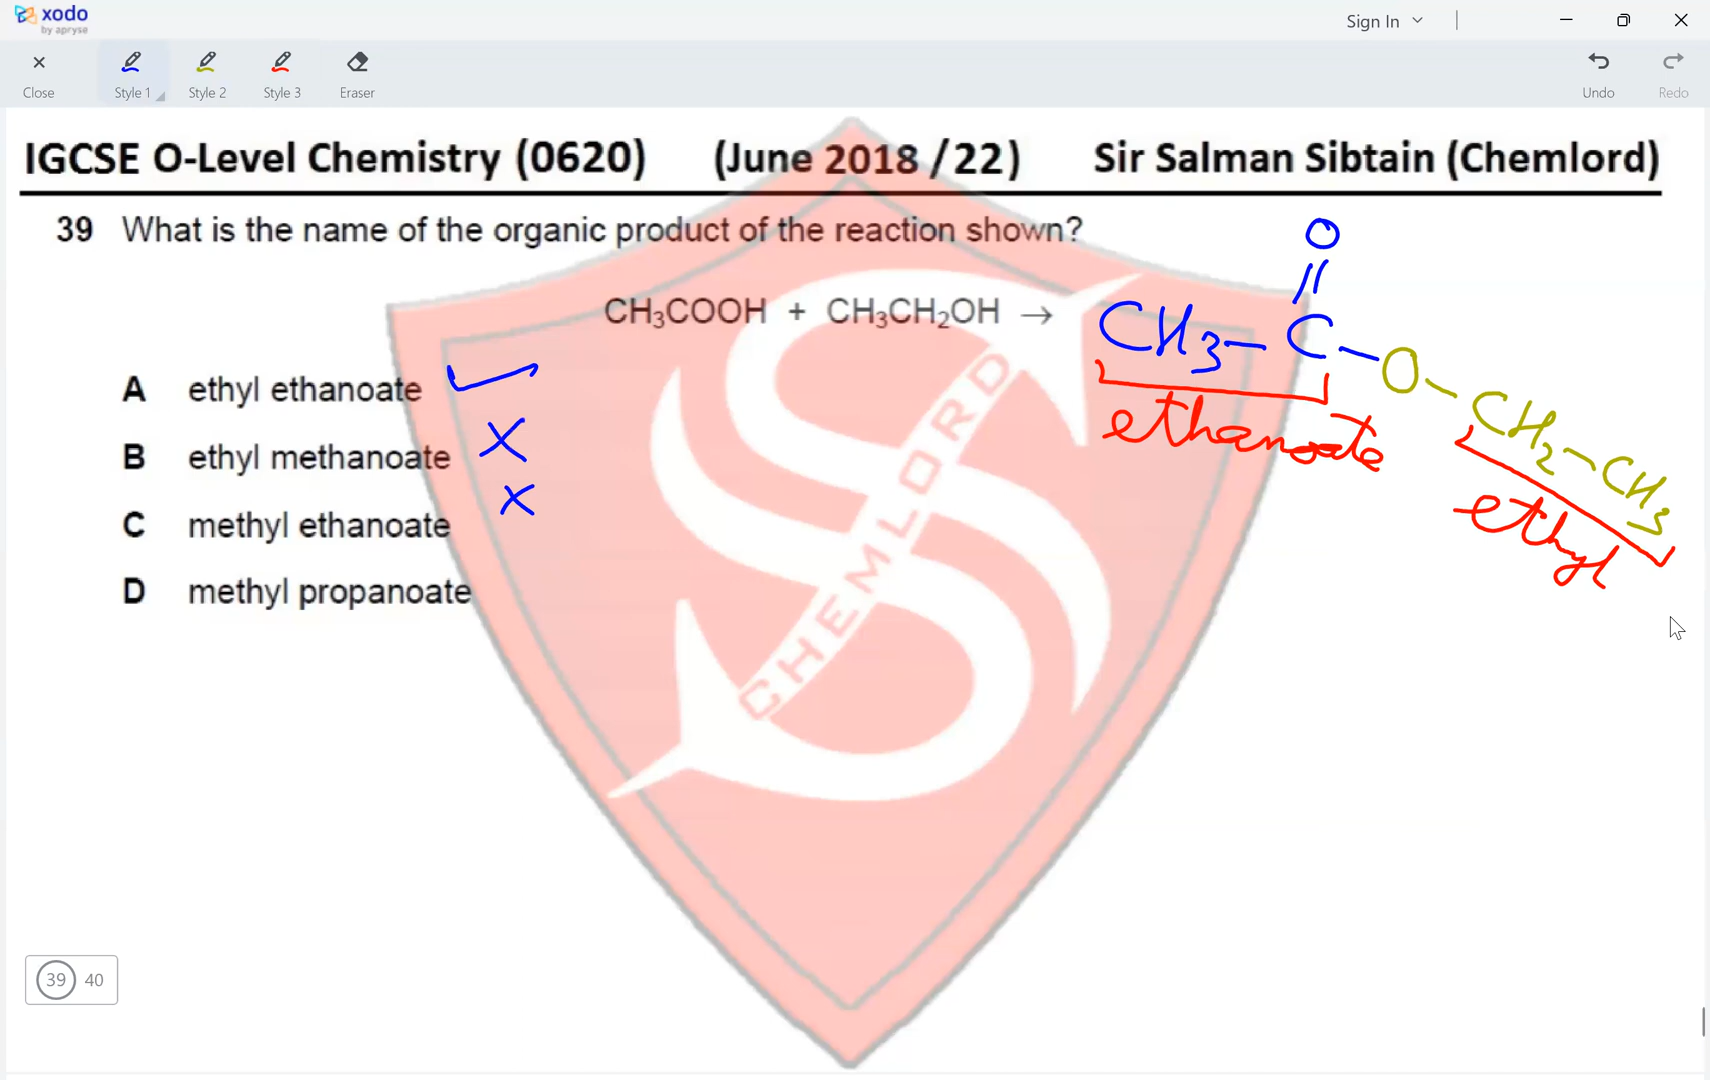 xodo
by apryse
Sign In
Close
Style 1
Style 2
Style 3
Eraser
Undo
Redo
IGCSE O-Level Chemistry (0620) (June 2018 /22) Sir Salman Sibtain (Chemlord)
39 What is the name of the organic product of the reaction shown?
CH₃COOH + CH₃CH₂OH →
O
CH₃ – C – O – CH₂ – CH₃
ethanoate
ethyl
A ethyl ethanoate
B ethyl methanoate
C methyl ethanoate
D methyl propanoate
CHEMLORD
39 40